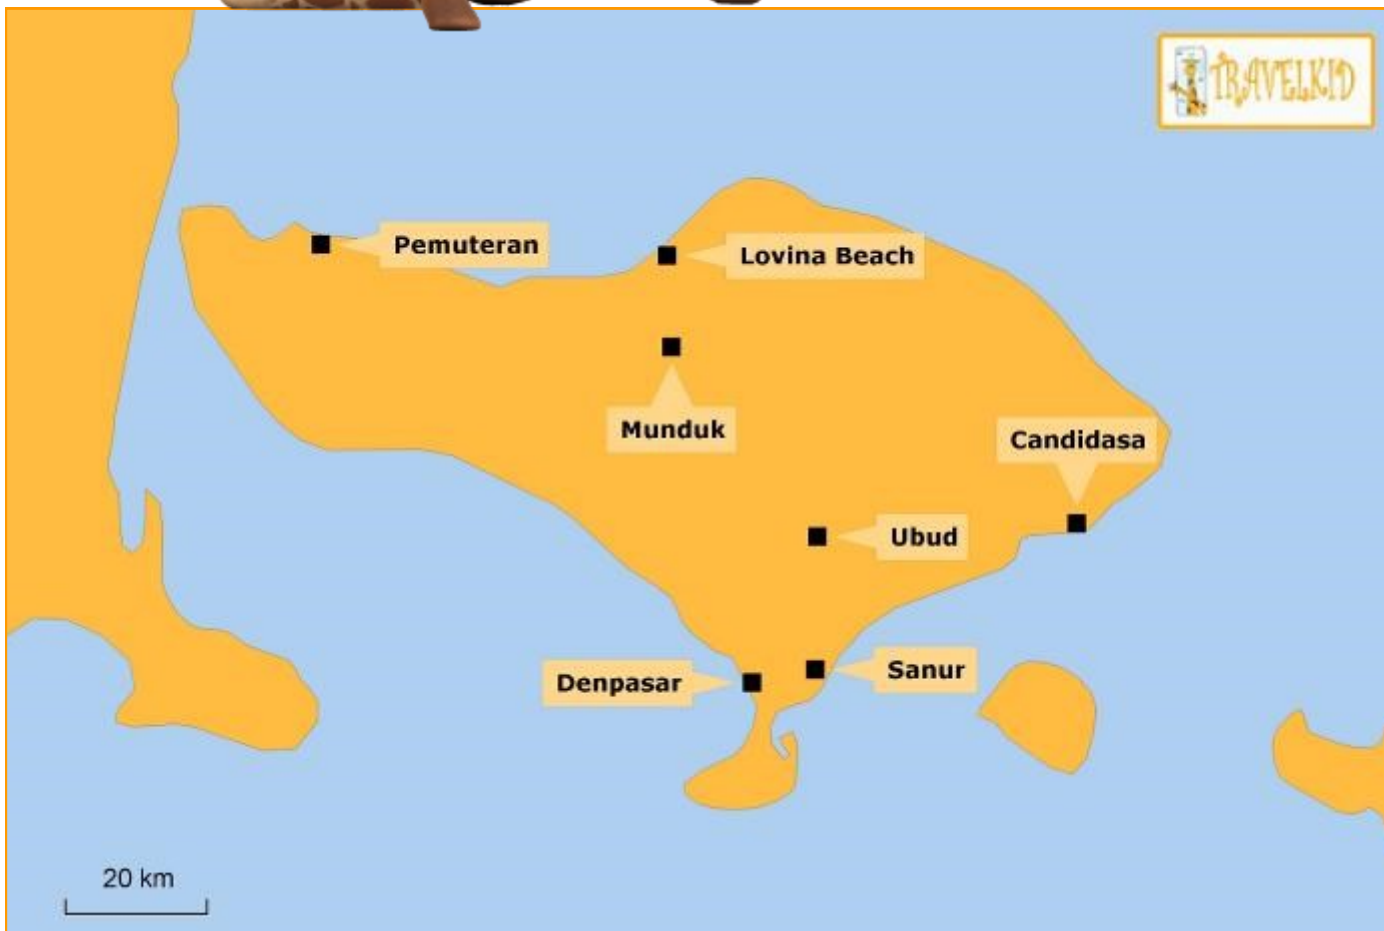 TRAVELKID
Pemuteran
Lovina Beach
Munduk
Candidasa
Ubud
Denpasar
Sanur
20 km